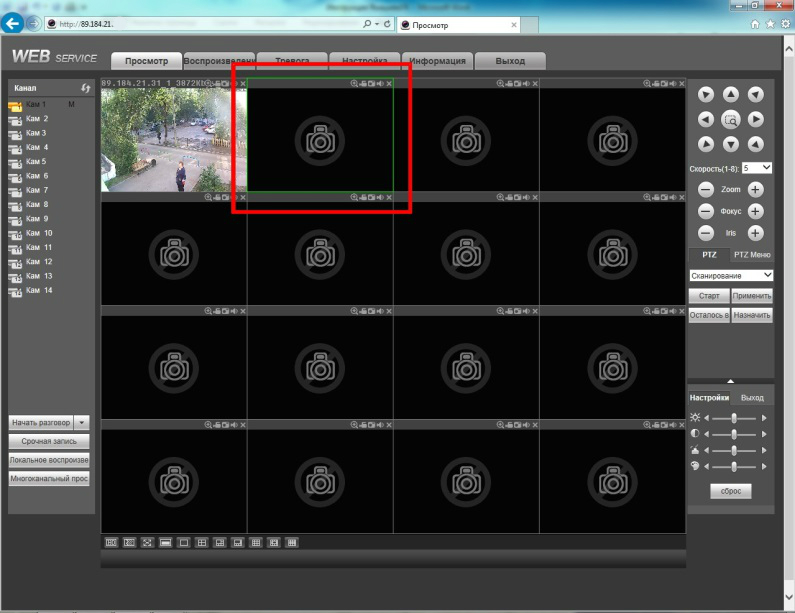 http://89.184.21.
Просмотр
WEB SERVICE
Просмотр
Воспроизведени
Тревога
Настройка
Информация
Выход
Канал
Кам 1 M
Кам 2
Кам 3
Кам 4
Кам 5
Кам 6
Кам 7
Кам 8
Кам 9
Кам 10
Кам 11
Кам 12
Кам 13
Кам 14
Начать разговор
Срочная запись
Локальное воспроизве
Многоканальный прос
89.184.21.31 1 3872Kb
Скорость(1-8): 5
Zoom
Фокус
Iris
PTZ
PTZ Меню
Сканирование
Старт
Применить
Осталось в
Назначить
Настройки
Выход
сброс